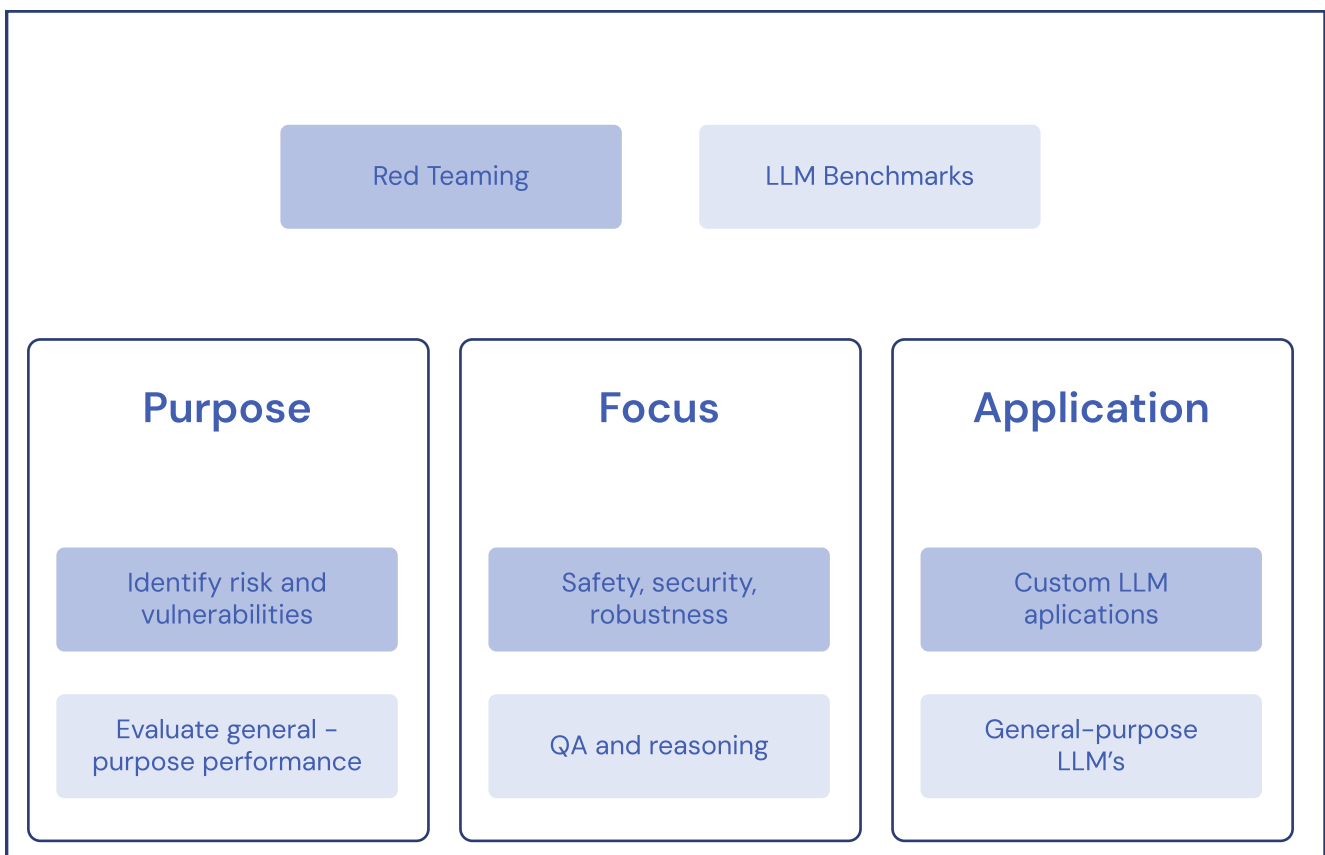 Red Teaming
LLM Benchmarks
Purpose
Identify risk and
vulnerabilities
Evaluate general -
purpose performance
Focus
Safety, security,
robustness
QA and reasoning
Application
Custom LLM
aplications
General-purpose
LLM’s